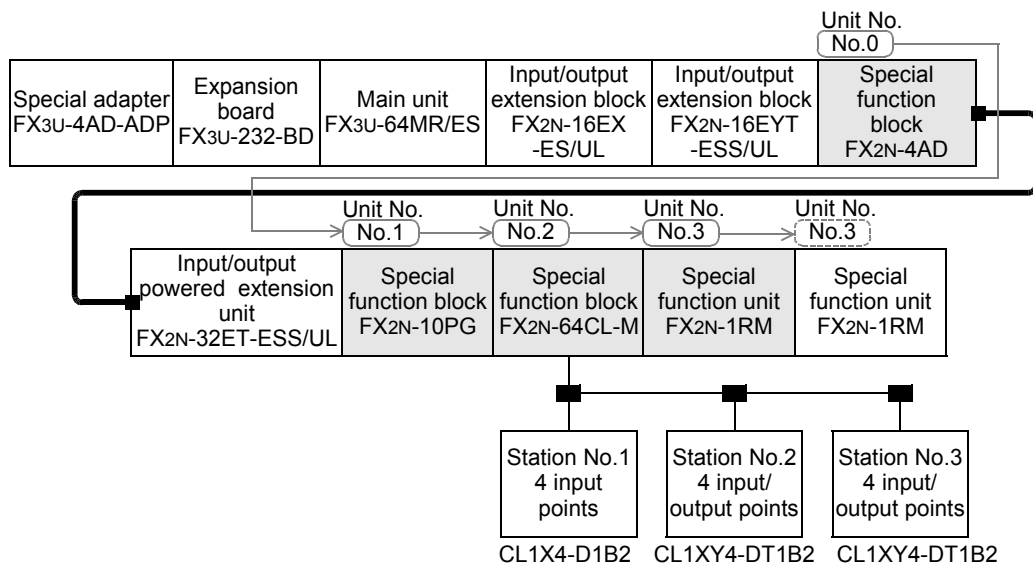 Unit No.
No.0
Special adapter
FX3U-4AD-ADP
Expansion
board
FX3U-232-BD
Main unit
FX3U-64MR/ES
Input/output
extension block
FX2N-16EX
-ES/UL
Input/output
extension block
FX2N-16EYT
-ESS/UL
Special
function
block
FX2N-4AD
Unit No.
No.1
Unit No.
No.2
Unit No.
No.3
Unit No.
No.3
Input/output
powered extension
unit
FX2N-32ET-ESS/UL
Special
function block
FX2N-10PG
Special
function block
FX2N-64CL-M
Special
function unit
FX2N-1RM
Special
function unit
FX2N-1RM
Station No.1
4 input
points
Station No.2
4 input/
output points
Station No.3
4 input/
output points
CL1X4-D1B2
CL1XY4-DT1B2
CL1XY4-DT1B2